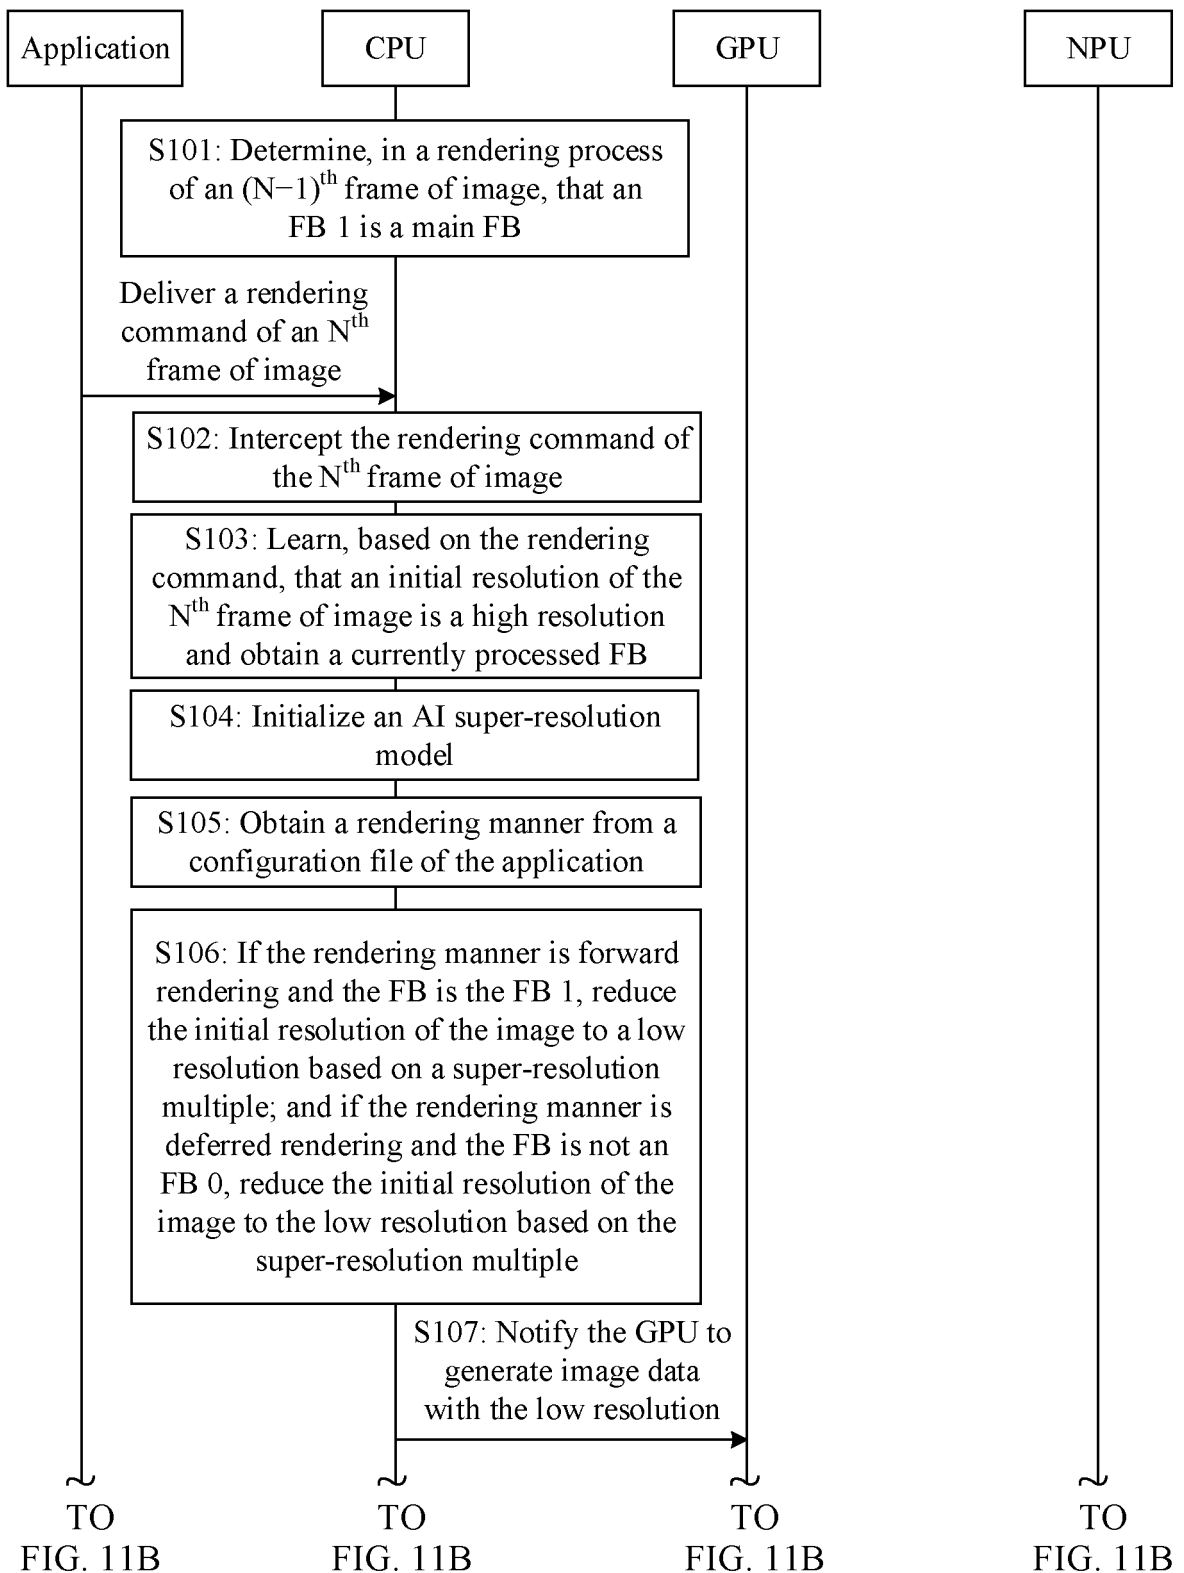 Application
CPU
GPU
NPU
S101: Determine, in a rendering process
of an (N−1)th frame of image, that an
FB 1 is a main FB
Deliver a rendering
command of an Nth
frame of image
S102: Intercept the rendering command of
the Nth frame of image
S103: Learn, based on the rendering
command, that an initial resolution of the
Nth frame of image is a high resolution
and obtain a currently processed FB
S104: Initialize an AI super-resolution
model
S105: Obtain a rendering manner from a
configuration file of the application
S106: If the rendering manner is forward
rendering and the FB is the FB 1, reduce
the initial resolution of the image to a low
resolution based on a super-resolution
multiple; and if the rendering manner is
deferred rendering and the FB is not an
FB 0, reduce the initial resolution of the
image to the low resolution based on the
super-resolution multiple
S107: Notify the GPU to
generate image data
with the low resolution
TO
FIG. 11B
TO
FIG. 11B
TO
FIG. 11B
TO
FIG. 11B